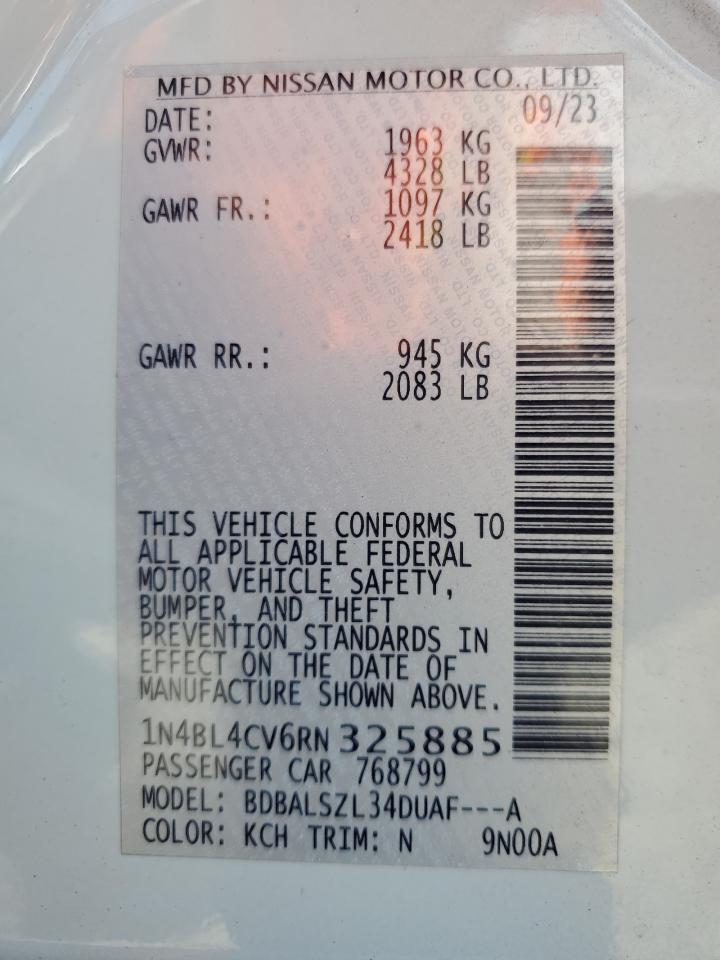 MFD BY NISSAN MOTOR CO., LTD.
DATE: 09/23
GVWR: 1963 KG
4328 LB
GAWR FR.: 1097 KG
2418 LB
GAWR RR.: 945 KG
2083 LB
THIS VEHICLE CONFORMS TO
ALL APPLICABLE FEDERAL
MOTOR VEHICLE SAFETY,
BUMPER, AND THEFT
PREVENTION STANDARDS IN
EFFECT ON THE DATE OF
MANUFACTURE SHOWN ABOVE.
1N4BL4CV6RN325885
PASSENGER CAR 768799
MODEL: BDBALSZL34DUAF---A
COLOR: KCH TRIM: N 9N00A